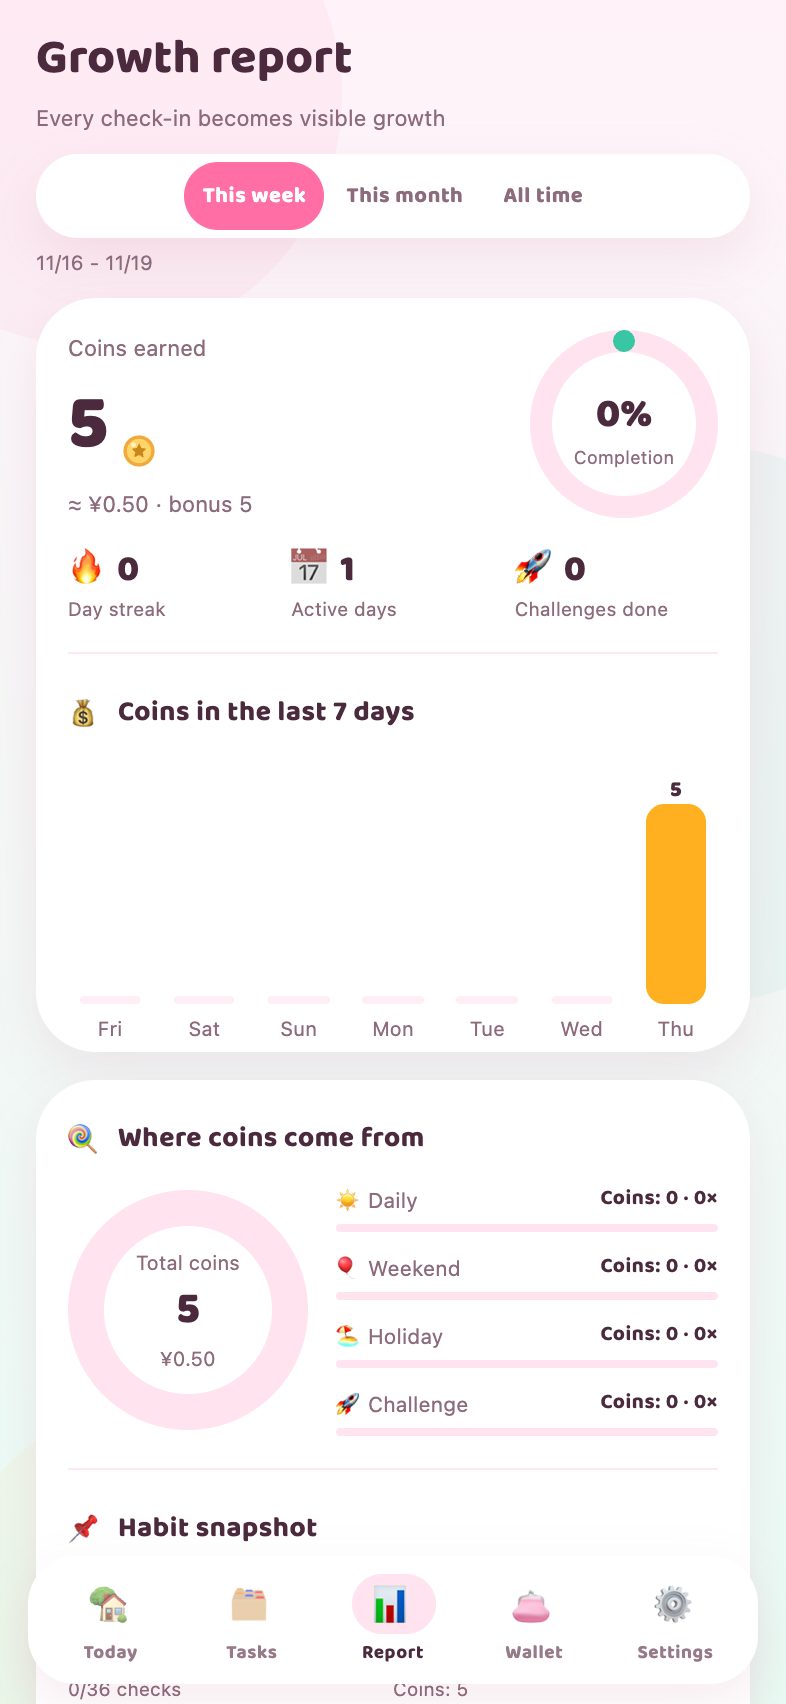 Growth report
Every check-in becomes visible growth
This week This month All time
11/16 - 11/19
Coins earned
5
0%
Completion
≈ ¥0.50 · bonus 5
0 1 0
Day streak Active days Challenges done
Coins in the last 7 days
5
Fri Sat Sun Mon Tue Wed Thu
Where coins come from
Total coins
5
¥0.50
Daily Coins: 0 · 0×
Weekend Coins: 0 · 0×
Holiday Coins: 0 · 0×
Challenge Coins: 0 · 0×
Habit snapshot
Today Tasks Report Wallet Settings
0/36 checks Coins: 5